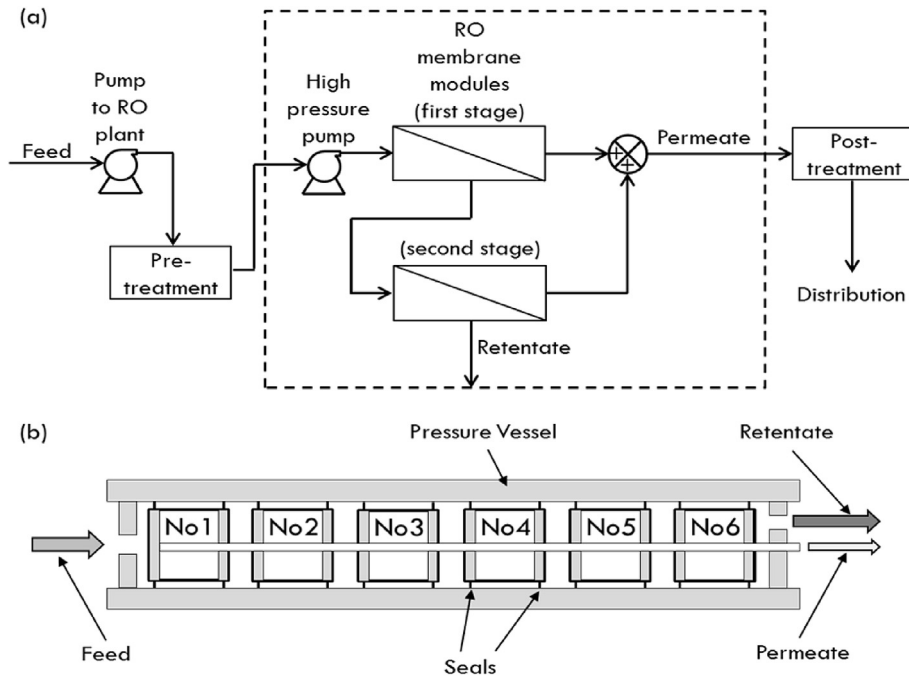 (a)
RO
membrane
modules
(first stage)
High
pressure
pump
Pump
to RO
plant
Feed
Permeate
Post-
treatment
+
+
Pre-
treatment
(second stage)
Distribution
Retentate
(b)
Pressure Vessel
Retentate
No1 No2 No3 No4 No5 No6
Feed
Seals
Permeate